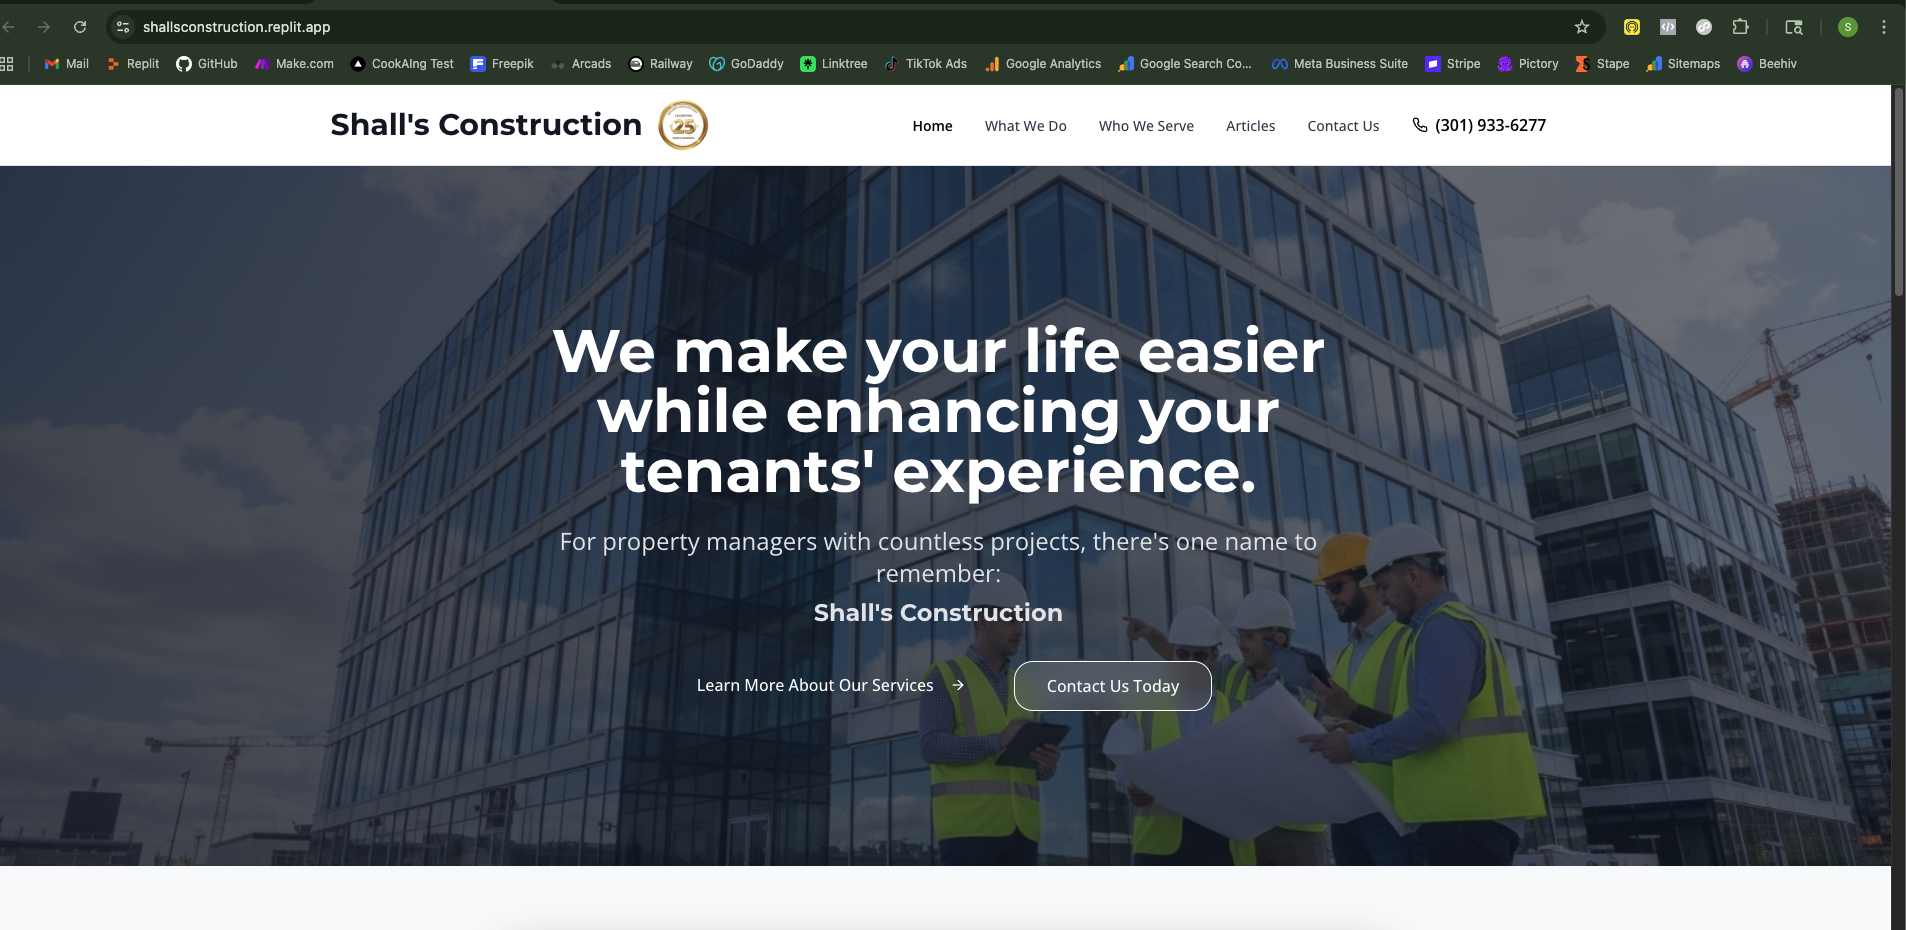 shallsconstruction.replit.app
S
Mail Replit GitHub Make.com CookAIng Test Freepik Arcads Railway GoDaddy Linktree TikTok Ads Google Analytics Google Search Co... Meta Business Suite Stripe Pictory Stape Sitemaps Beehiv
Shall's Construction
25
Home What We Do Who We Serve Articles Contact Us (301) 933-6277
We make your life easier
while enhancing your
tenants' experience.
For property managers with countless projects, there's one name to
remember:
Shall's Construction
Learn More About Our Services → Contact Us Today